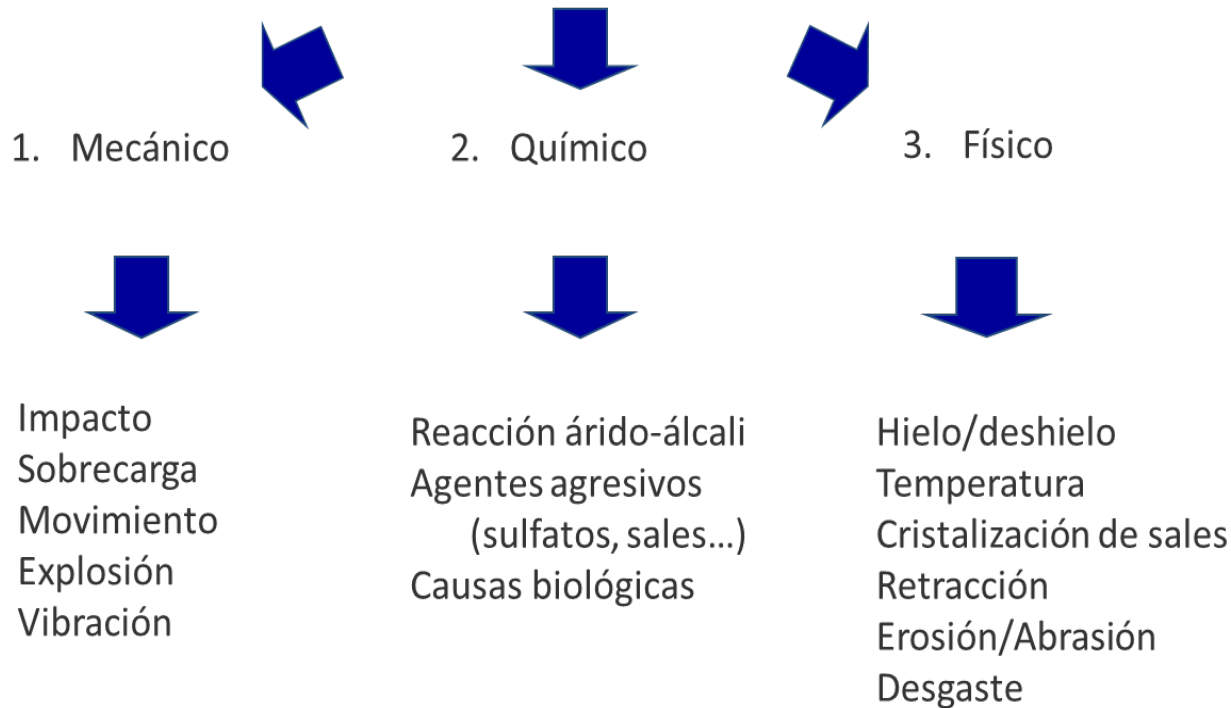 1. Mecánico
2. Químico
3. Físico
Impacto
Sobrecarga
Movimiento
Explosión
Vibración
Reacción árido-álcali
Agentes agresivos
(sulfatos, sales...)
Causas biológicas
Hielo/deshielo
Temperatura
Cristalización de sales
Retracción
Erosión/Abrasión
Desgaste